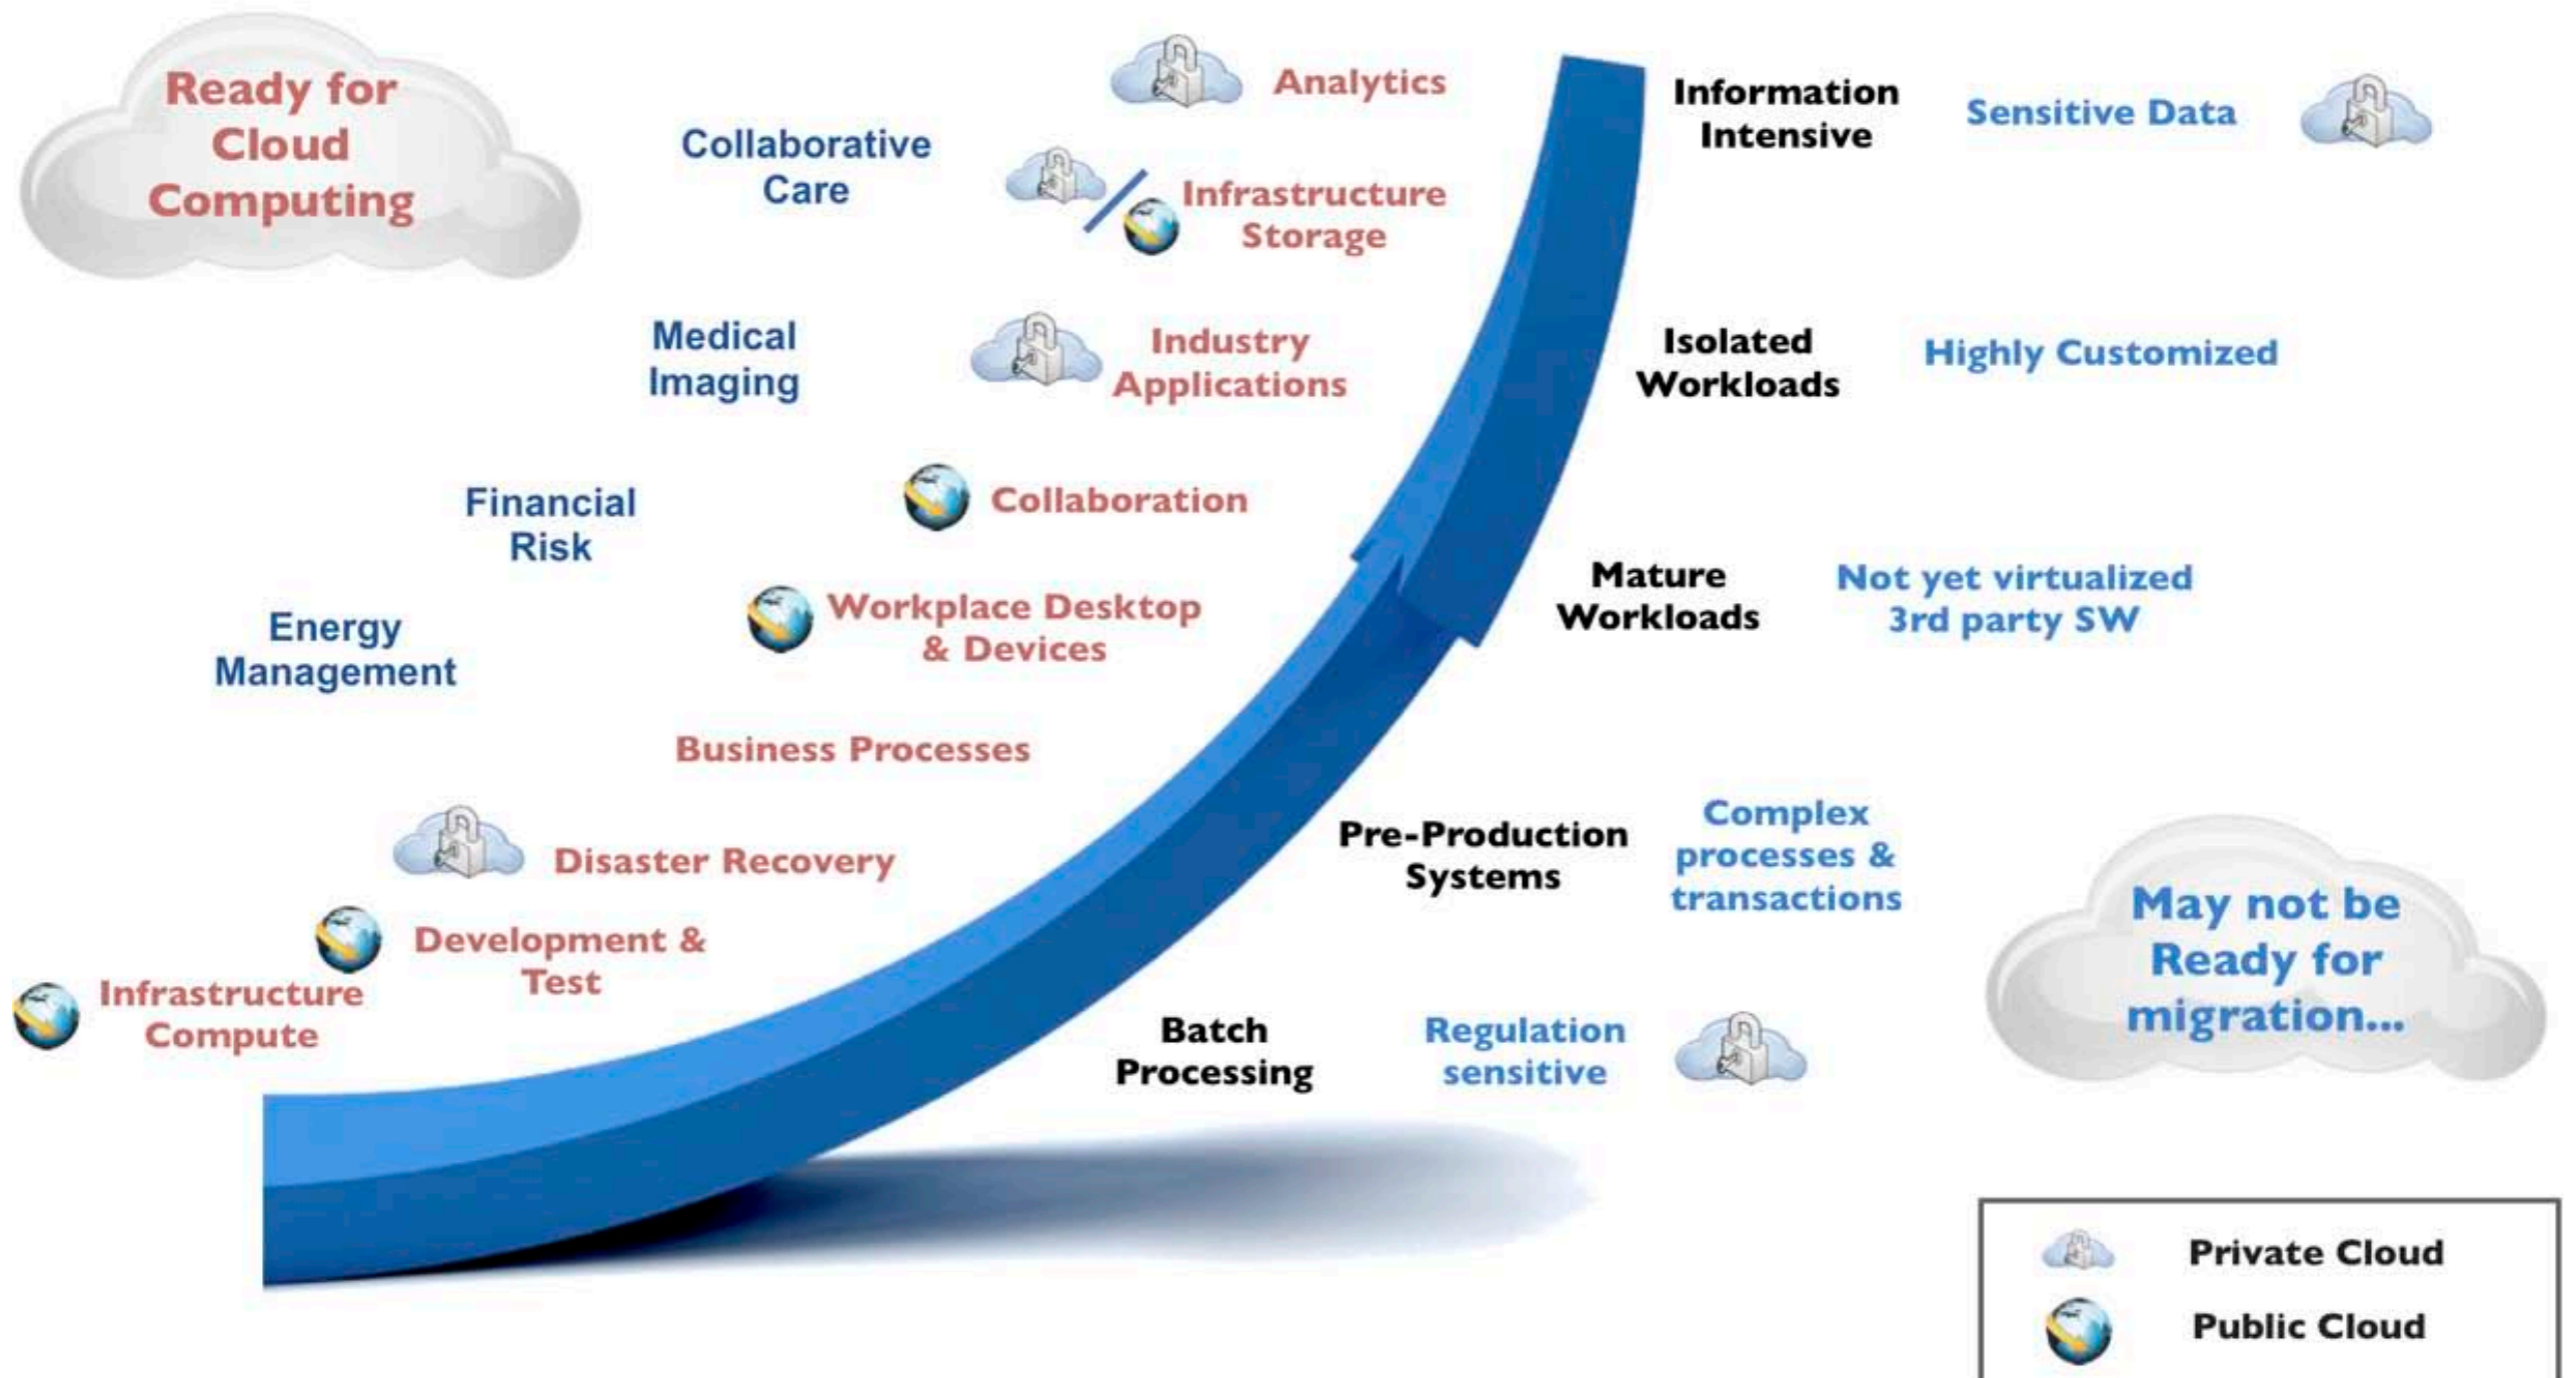 Ready for
Cloud
Computing
Analytics
Collaborative
Care
Infrastructure
Storage
Medical
Imaging
Industry
Applications
Financial
Risk
Collaboration
Energy
Management
Workplace Desktop
& Devices
Business Processes
Disaster Recovery
Development &
Test
Infrastructure
Compute
Information
Intensive
Sensitive Data
Isolated
Workloads
Highly Customized
Mature
Workloads
Not yet virtualized
3rd party SW
Pre-Production
Systems
Complex
processes &
transactions
Batch
Processing
Regulation
sensitive
May not be
Ready for
migration...
Private Cloud
Public Cloud